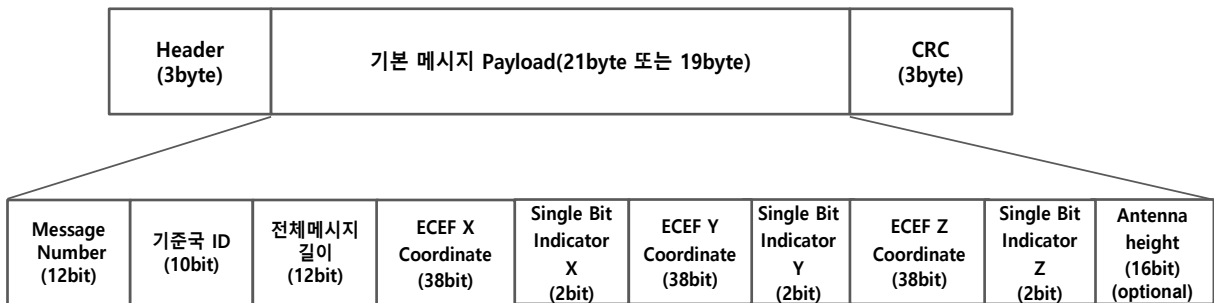 Header
(3byte)
기본 메시지 Payload(21byte 또는 19byte)
CRC
(3byte)
Message
Number
(12bit)
기준국 ID
(10bit)
전체메시지
길이
(12bit)
ECEF X
Coordinate
(38bit)
Single Bit
Indicator
X
(2bit)
ECEF Y
Coordinate
(38bit)
Single Bit
Indicator
Y
(2bit)
ECEF Z
Coordinate
(38bit)
Single Bit
Indicator
Z
(2bit)
Antenna
height
(16bit)
(optional)